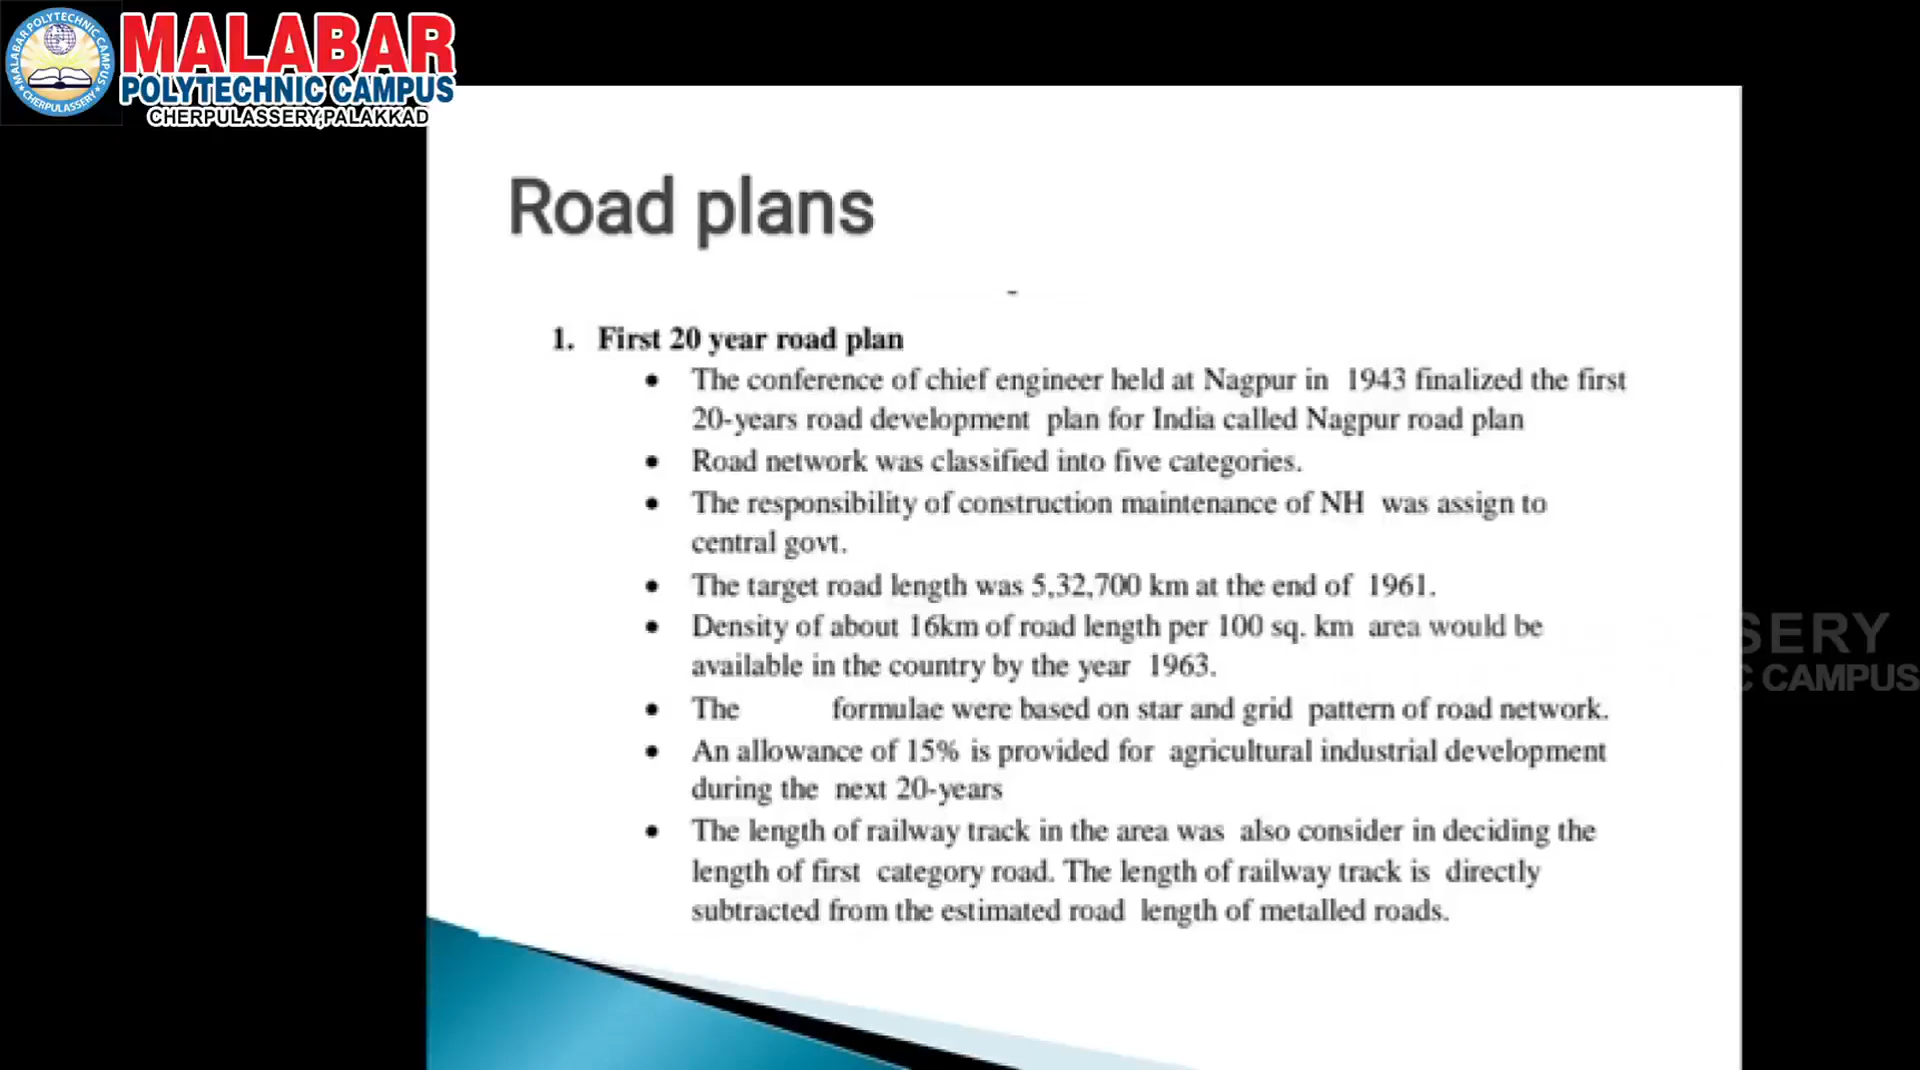 MALABAR POLYTECHNIC CAMPUS
CHERPULASSERY
MALABAR
POLYTECHNIC CAMPUS
CHERPULASSERY,PALAKKAD
Road plans
1. First 20 year road plan
• The conference of chief engineer held at Nagpur in 1943 finalized the first
20-years road development plan for India called Nagpur road plan
• Road network was classified into five categories.
• The responsibility of construction maintenance of NH was assign to
central govt.
• The target road length was 5,32,700 km at the end of 1961.
• Density of about 16km of road length per 100 sq. km area would be
available in the country by the year 1963.
• The formulae were based on star and grid pattern of road network.
• An allowance of 15% is provided for agricultural industrial development
during the next 20-years
• The length of railway track in the area was also consider in deciding the
length of first category road. The length of railway track is directly
subtracted from the estimated road length of metalled roads.
SSERY
C CAMPUS